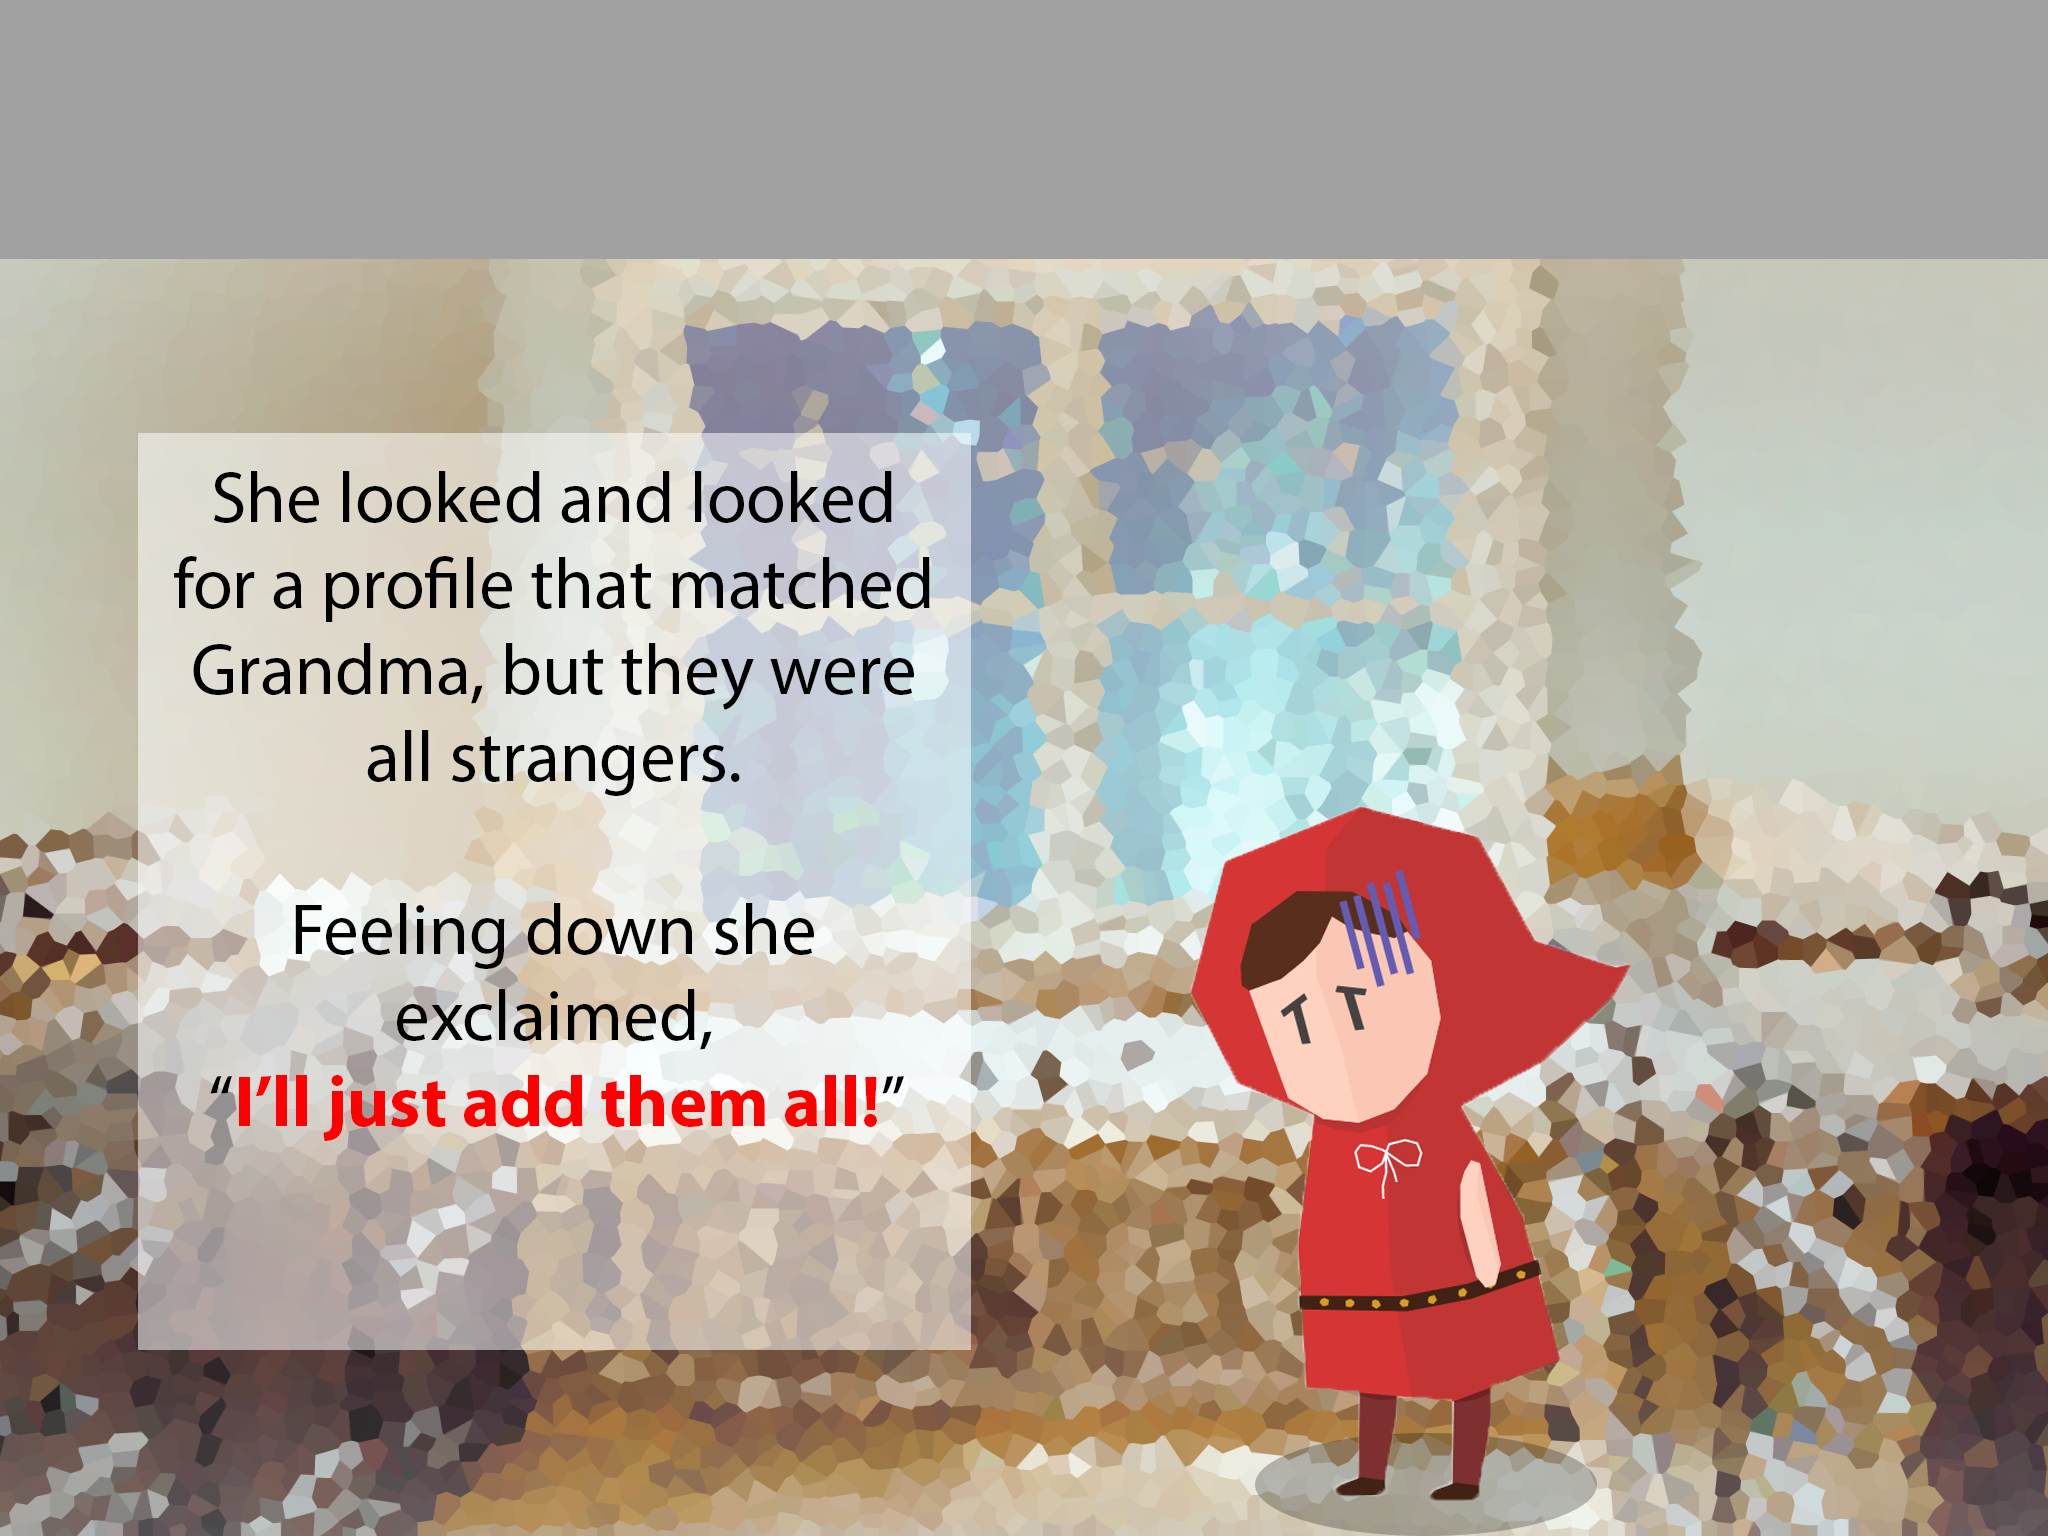 She looked and looked
for a profile that matched
Grandma, but they were
all strangers.
Feeling down she
exclaimed,
“I’ll just add them all!”